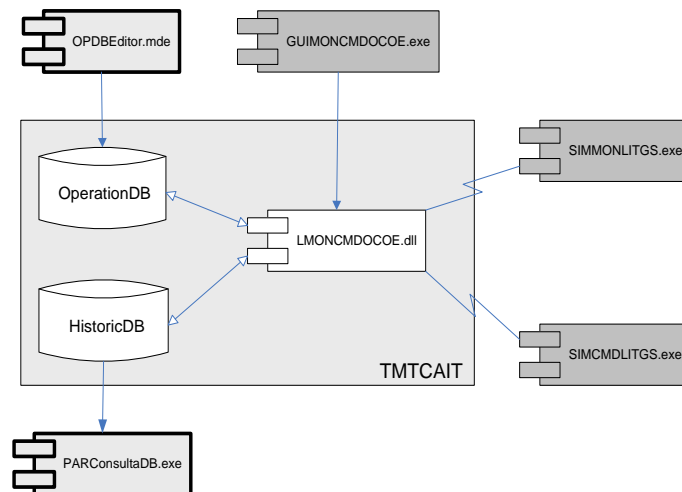 OPDBEditor.mde
GUIMONCMDOCOE.exe
SIMMONLITGS.exe
OperationDB
LMONCMDOCOE.dll
HistoricDB
SIMCMDLITGS.exe
TMTCAIT
PARConsultaDB.exe